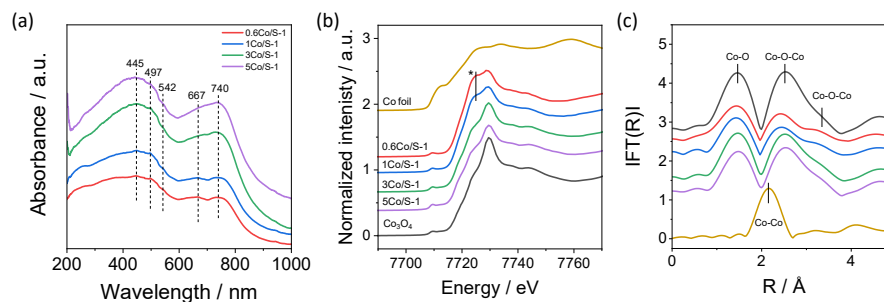 (a)
0.6Co/S-1
1Co/S-1
3Co/S-1
5Co/S-1
445
497
542
667
740
Absorbance / a.u.
200 400 600 800 1000
Wavelength / nm
(b)
Normalized intenisty / a.u.
3
2
1
0
*
Co foil
0.6Co/S-1
1Co/S-1
3Co/S-1
5Co/S-1
Co₃O₄
7700 7720 7740 7760
Energy / eV
(c)
IFT(R)I
5
4
3
2
1
0
Co-O
Co-O-Co
Co-O-Co
Co-Co
0 2 4
R / Å